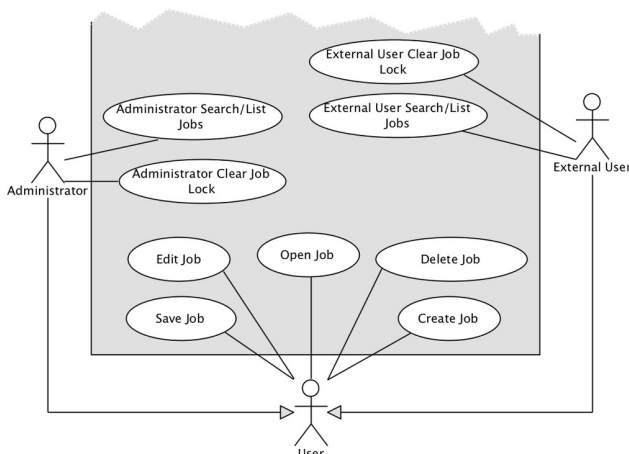 External User Clear Job
Lock
Administrator Search/List
Jobs
External User Search/List
Jobs
Administrator
External User
Administrator Clear Job
Lock
Edit Job
Open Job
Delete Job
Save Job
Create Job
User